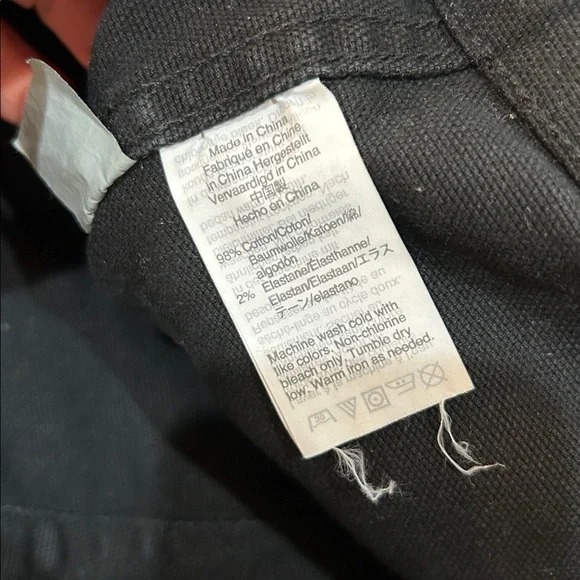 Made in China/
Fabriqué en Chine
in China Hergestellt
Vervaardigd in China
中国製
Hecho en China
98% Cotton/Coton/
Baumwolle/Katoen/綿/
algodón
2% Elastane/Elasthanne/
Elastan/Elastaan/エラス
テーン/elastano
Machine wash cold with
like colors. Non-chlorine
bleach only. Tumble dry
low. Warm iron as needed.